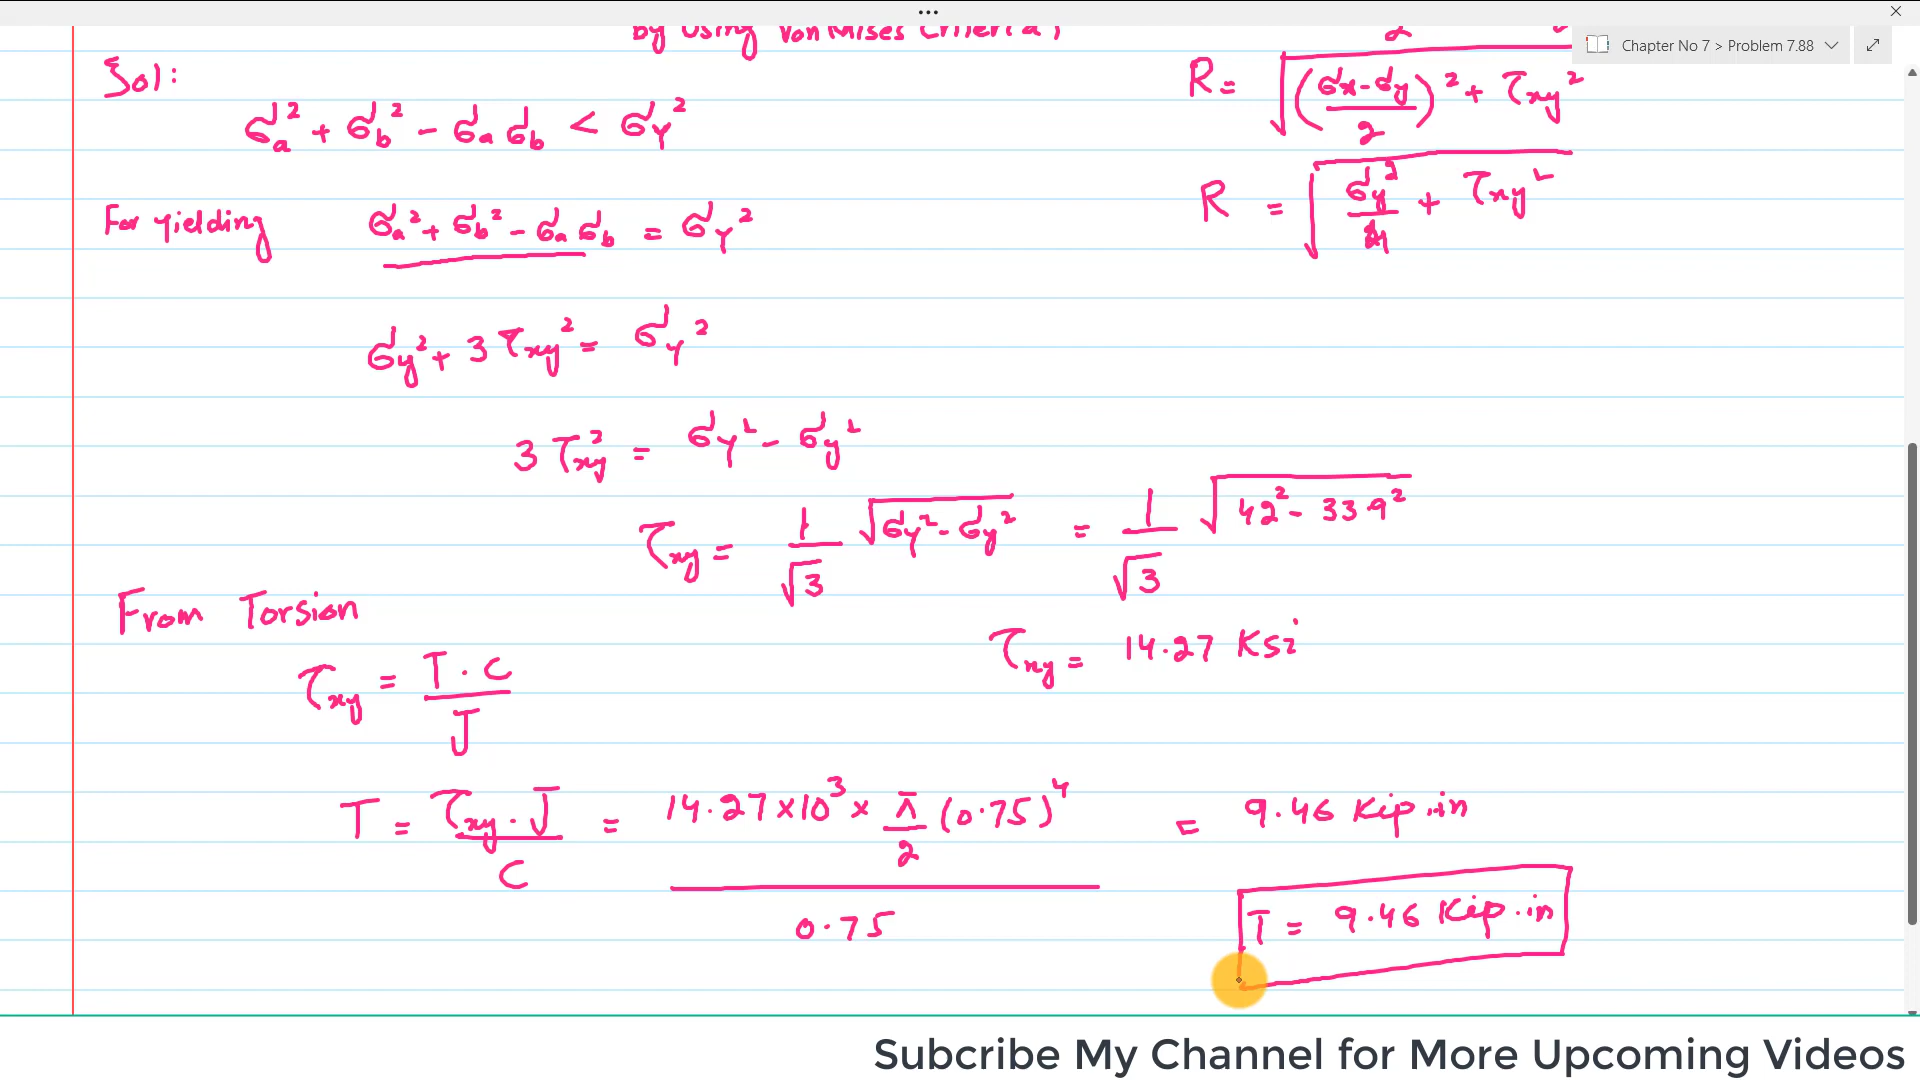 by using Von Mises Criteria,
2
Chapter No 7 > Problem 7.88
Sol:
R = √((σx-σy)/2)² + τxy²
σa² + σb² - σa σb < σY²
R = √σy²/4 + τxy²
For yielding σa² + σb² - σa σb = σY²
σy² + 3 τxy² = σY²
3 τxy² = σY² - σy²
τxy = 1/√3 √σY² - σy² = 1/√3 √42² - 33.9²
From Torsion
τxy = 14.27 Ksi
τxy = T . C / J
T = τxy . J / C = 14.27 x 10³ x π/2 (0.75)⁴ / 0.75 = 9.46 Kip.in
T = 9.46 Kip.in
Subcribe My Channel for More Upcoming Videos